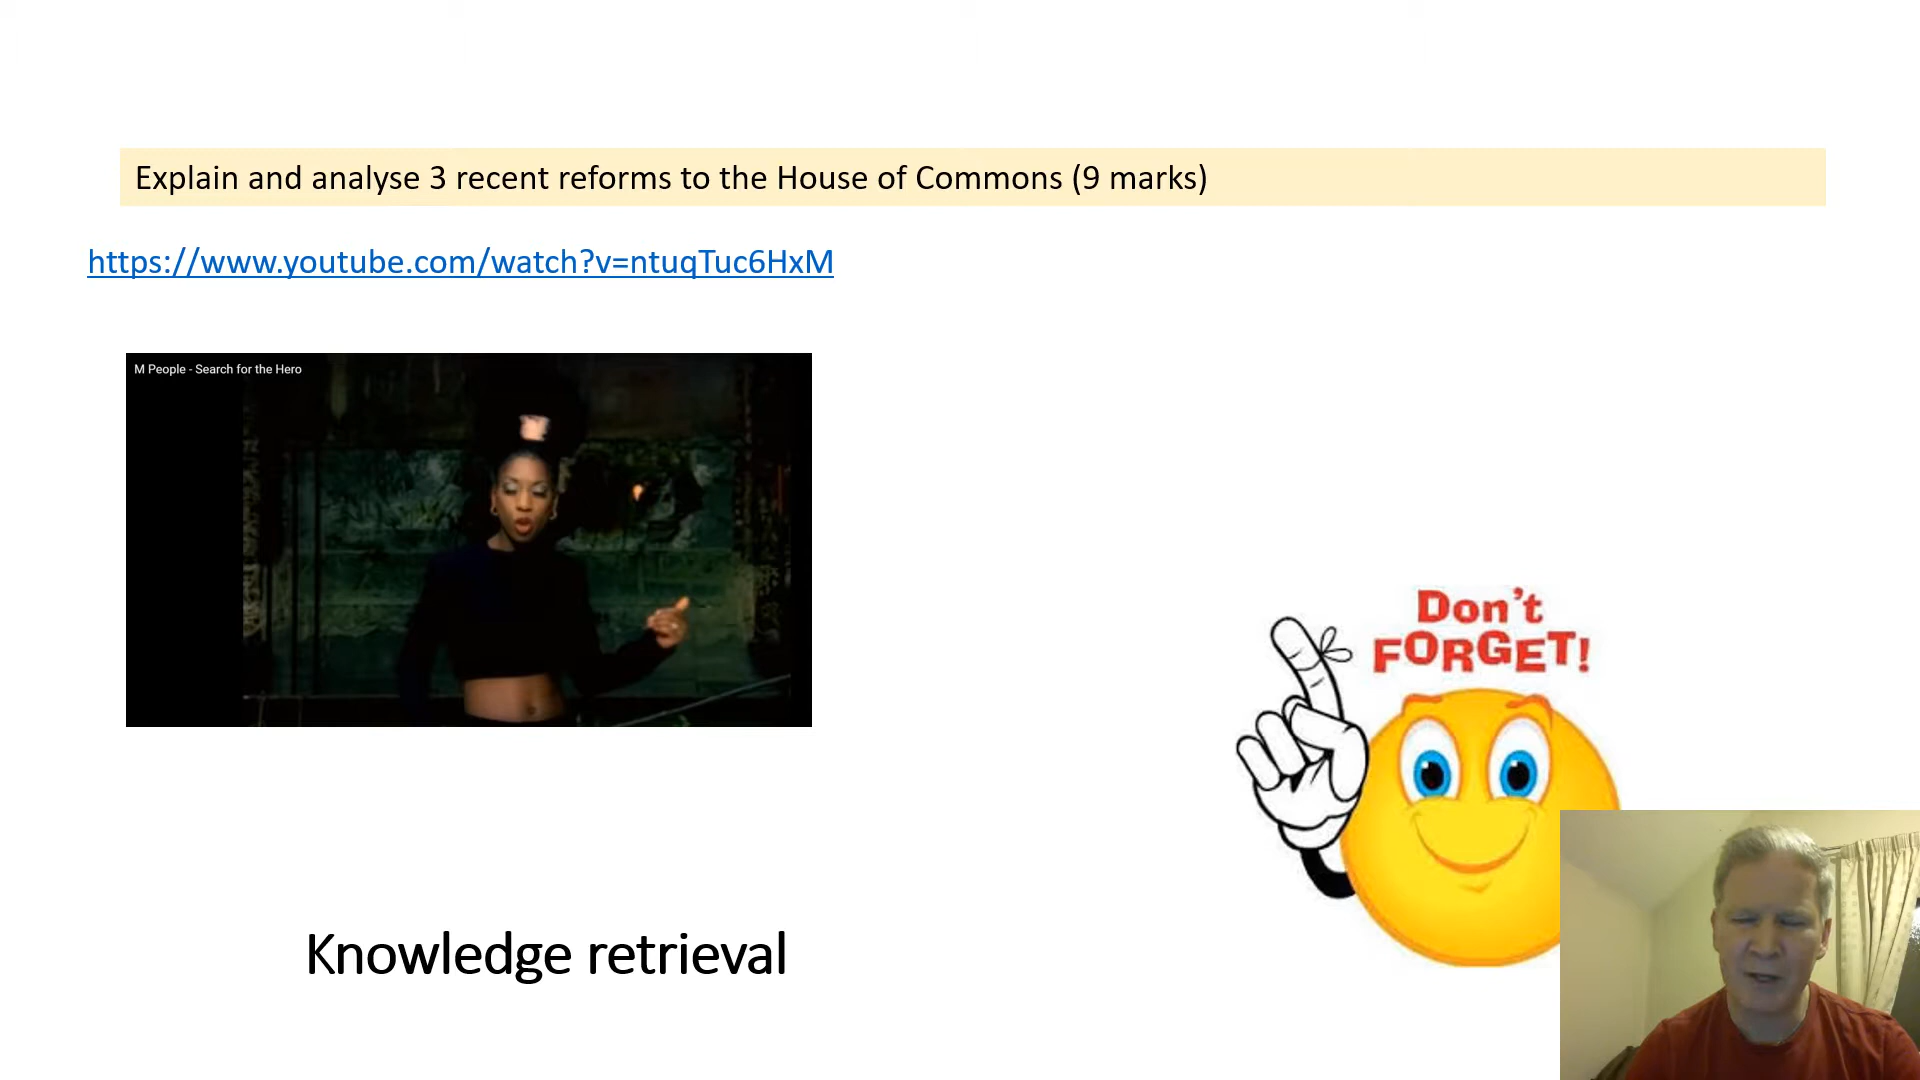 Explain and analyse 3 recent reforms to the House of Commons (9 marks)
https://www.youtube.com/watch?v=ntuqTuc6HxM
M People - Search for the Hero
Don't
FORGET!
Knowledge retrieval